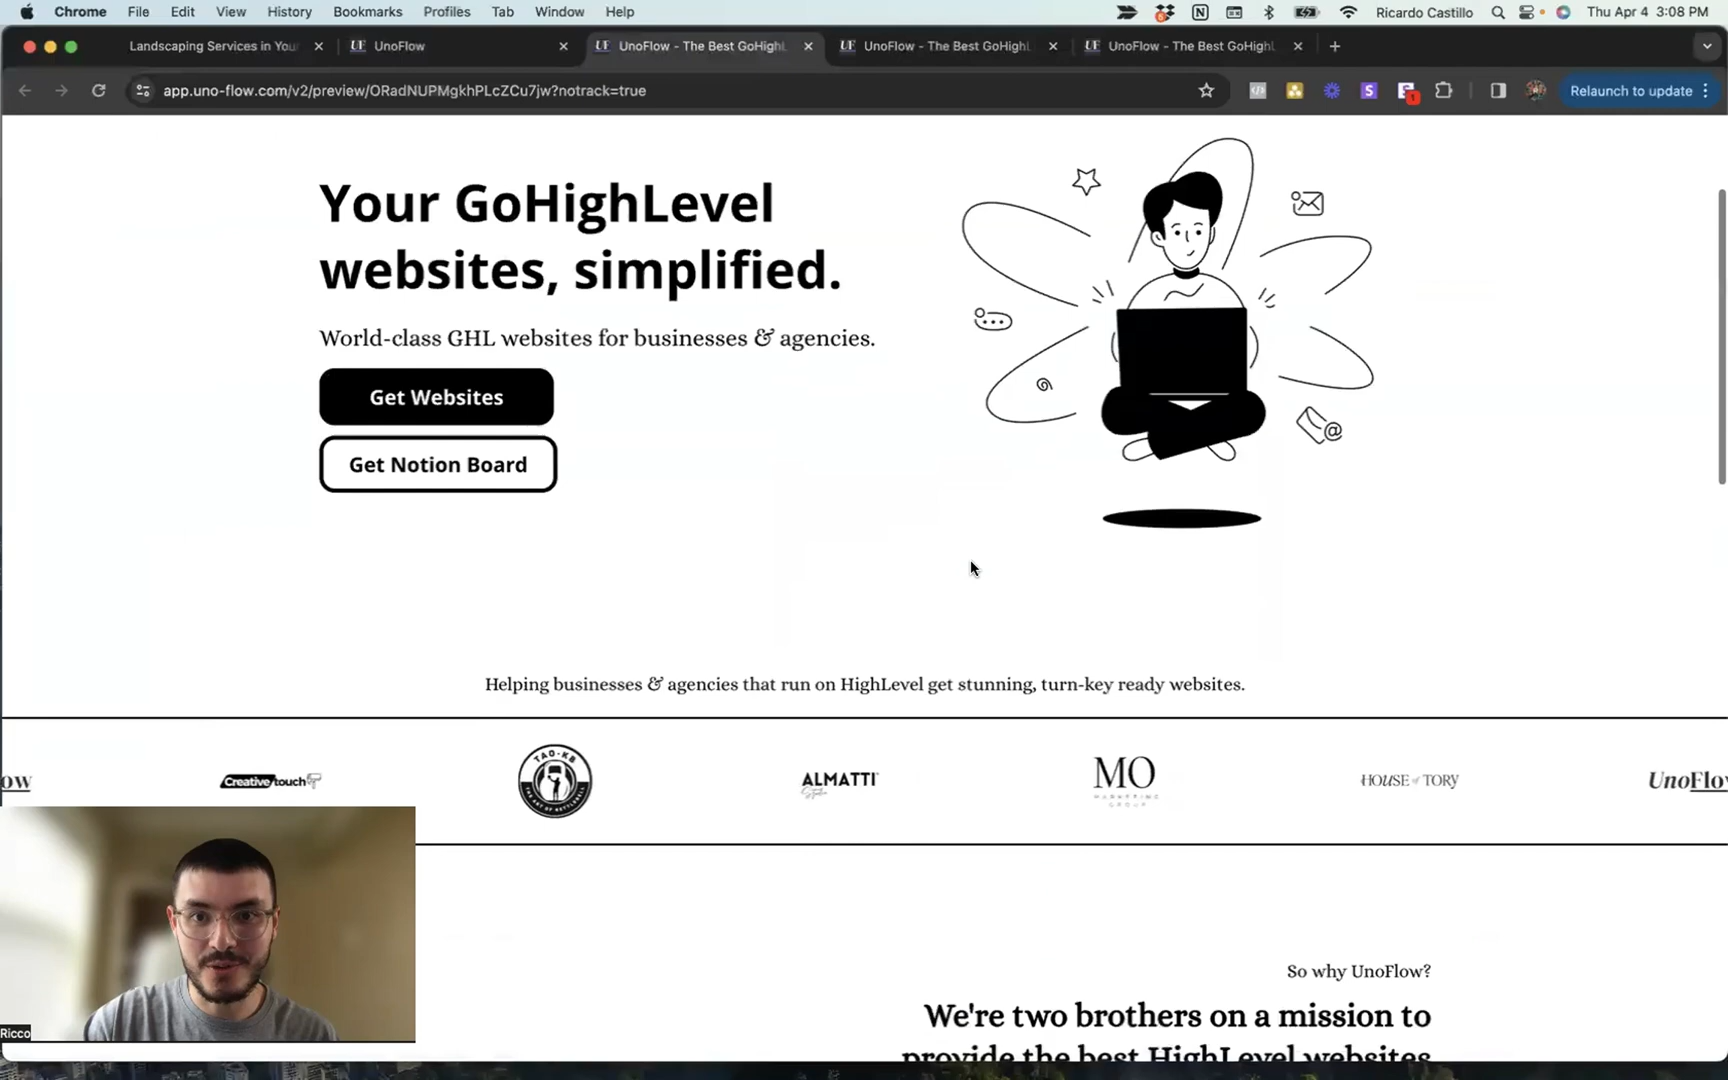 Chrome File Edit View History Bookmarks Profiles Tab Window Help Ricardo Castillo Thu Apr 4 3:08 PM
Landscaping Services in You UnoFlow UnoFlow - The Best GoHighL UnoFlow - The Best GoHighL UnoFlow - The Best GoHighL
app.uno-flow.com/v2/preview/ORadNUPMgkhPLcZCu7jw?notrack=true Relaunch to update
Your GoHighLevel
websites, simplified.
World-class GHL websites for businesses & agencies.
Get Websites
Get Notion Board
Helping businesses & agencies that run on HighLevel get stunning, turn-key ready websites.
ow Creative touch TAO-KB ALMATTI Studio MO MARKETING GROUP HOUSE of TORY UnoFlow
So why UnoFlow?
We're two brothers on a mission to
provide the best HighLevel websites
Ricco